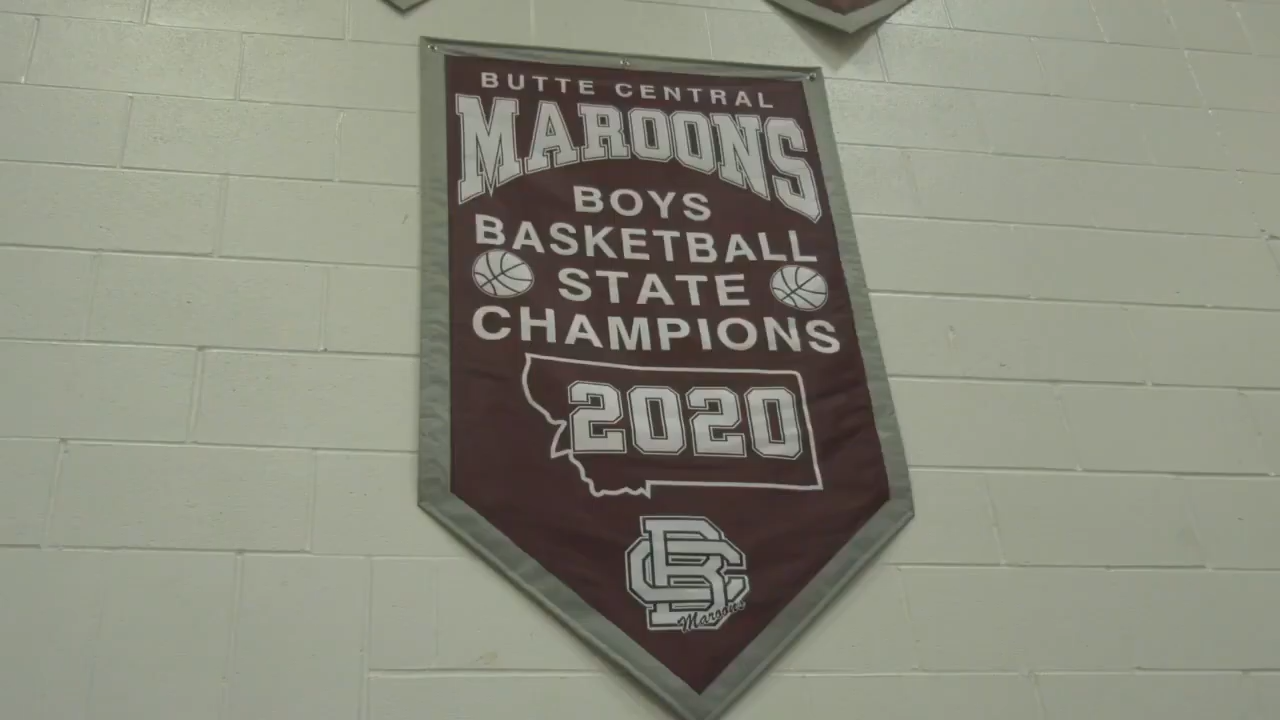 BUTTE CENTRAL
MAROONS
BOYS
BASKETBALL
STATE
CHAMPIONS
2020
BC
Maroons